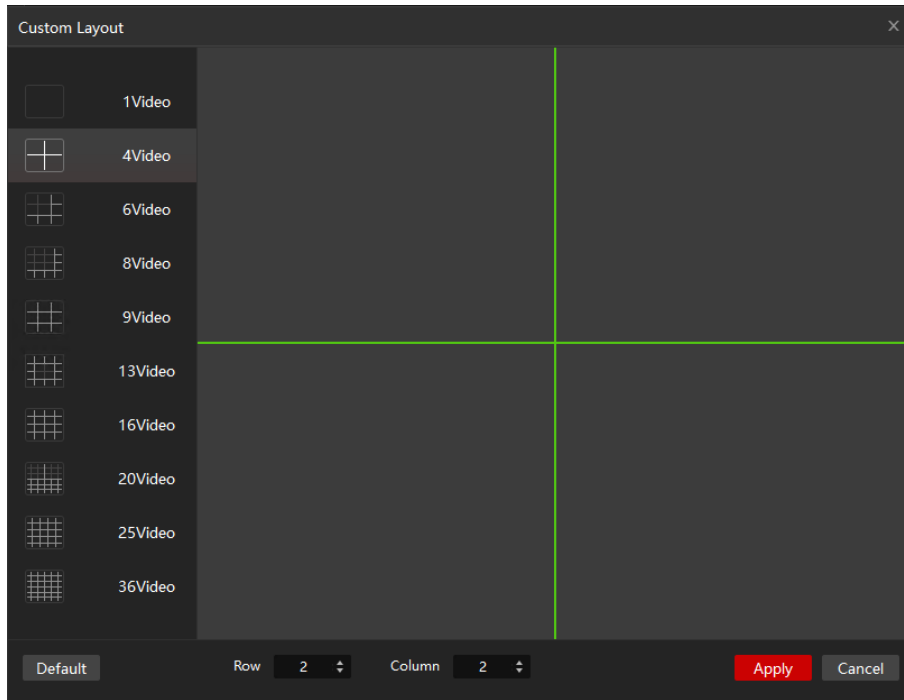 Custom Layout
1Video
4Video
6Video
8Video
9Video
13Video
16Video
20Video
25Video
36Video
Default Row 2 Column 2 Apply Cancel